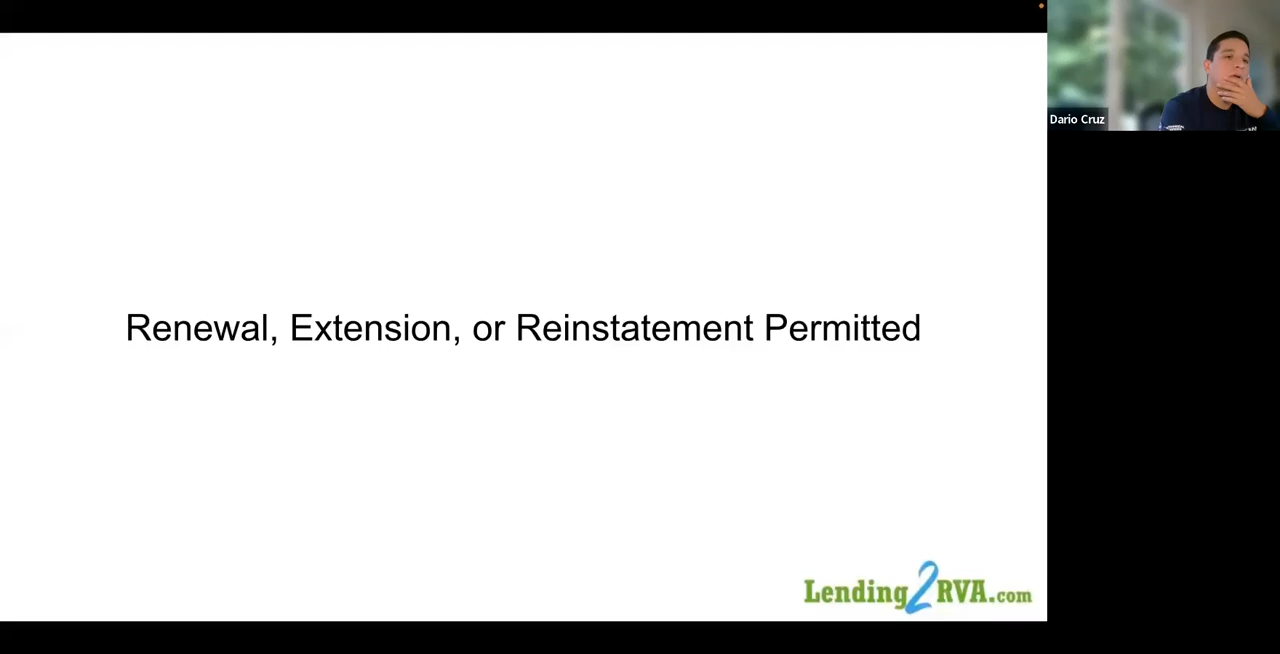 Dario Cruz
Renewal, Extension, or Reinstatement Permitted
Lending2RVA.com